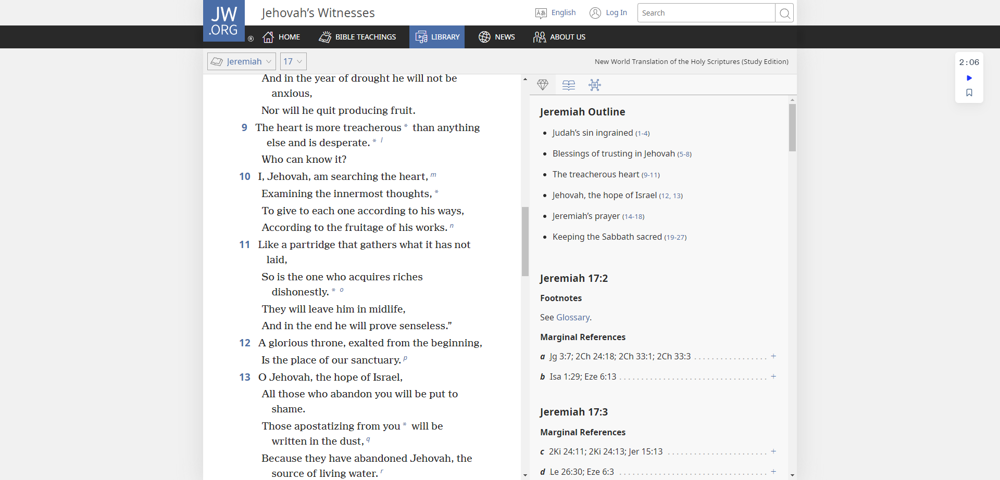 JW
.ORG
®
Jehovah’s Witnesses
English
Log In
Search
HOME
BIBLE TEACHINGS
LIBRARY
NEWS
ABOUT US
Jeremiah
17
New World Translation of the Holy Scriptures (Study Edition)
2:06
And in the year of drought he will not be
anxious,
Nor will he quit producing fruit.
9 The heart is more treacherous * than anything
else and is desperate. * l
Who can know it?
10 I, Jehovah, am searching the heart, m
Examining the innermost thoughts, *
To give to each one according to his ways,
According to the fruitage of his works. n
11 Like a partridge that gathers what it has not
laid,
So is the one who acquires riches
dishonestly. * o
They will leave him in midlife,
And in the end he will prove senseless.”
12 A glorious throne, exalted from the beginning,
Is the place of our sanctuary. p
13 O Jehovah, the hope of Israel,
All those who abandon you will be put to
shame.
Those apostatizing from you * will be
written in the dust, q
Because they have abandoned Jehovah, the
source of living water. r
Jeremiah Outline
• Judah’s sin ingrained (1-4)
• Blessings of trusting in Jehovah (5-8)
• The treacherous heart (9-11)
• Jehovah, the hope of Israel (12, 13)
• Jeremiah’s prayer (14-18)
• Keeping the Sabbath sacred (19-27)
Jeremiah 17:2
Footnotes
See Glossary.
Marginal References
a Jg 3:7; 2Ch 24:18; 2Ch 33:1; 2Ch 33:3 +
b Isa 1:29; Eze 6:13 +
Jeremiah 17:3
Marginal References
c 2Ki 24:11; 2Ki 24:13; Jer 15:13 +
d Le 26:30; Eze 6:3 +